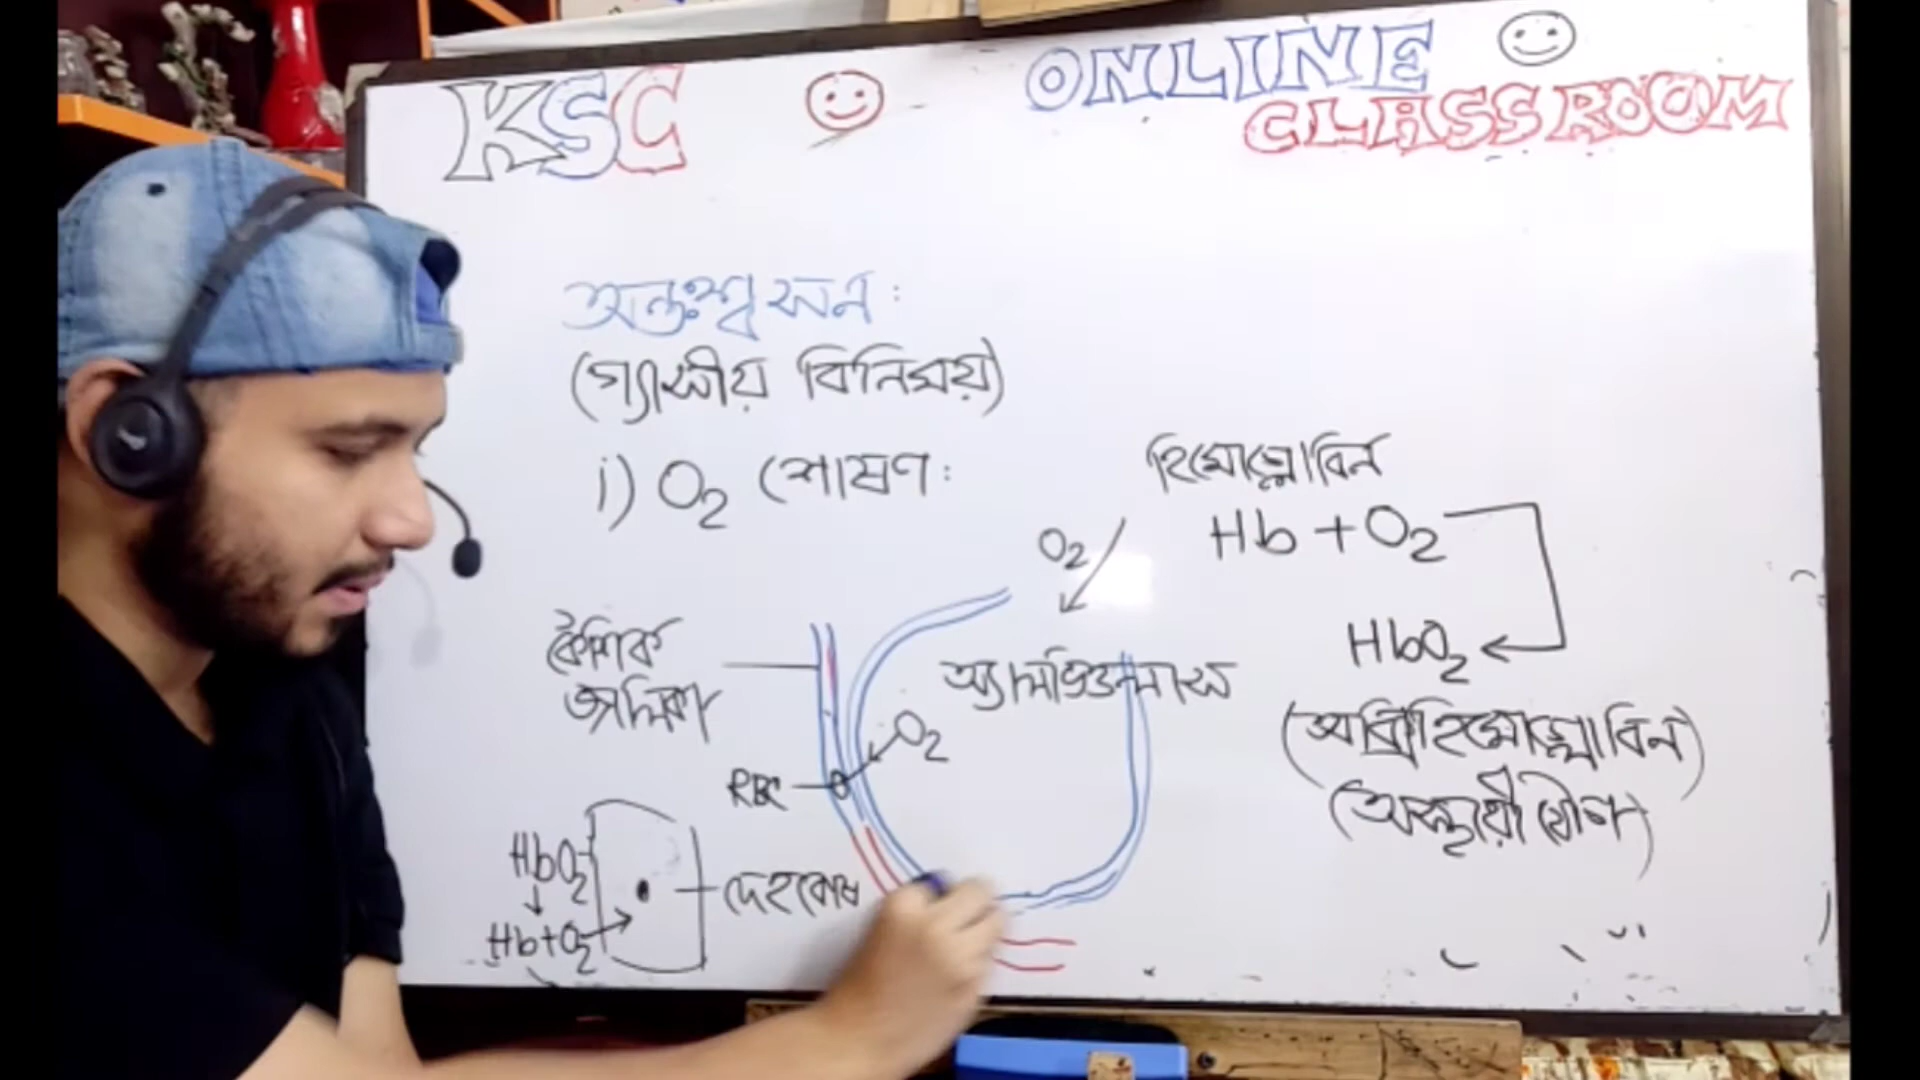 KSC
ONLINE
CLASSROOM
অন্তঃশ্বসন:
(গ্যাসীয় বিনিময়)
i) O2 শোষণ:
হিমোগ্লোবিন
Hb + O2
O2
HbO2
(অক্সিহিমোগ্লোবিন)
(অস্থায়ী যৌগ)
কৈশিক
জালিকা
অ্যালভিওলাস
O2
RBC
HbO2
Hb+O2
দেহকোষ